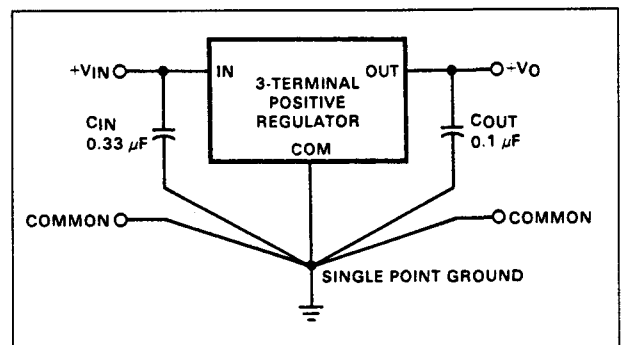 +VIN
IN
3-TERMINAL
POSITIVE
REGULATOR
OUT
+VO
COM
CIN
0.33 μF
COUT
0.1 μF
COMMON
COMMON
SINGLE POINT GROUND